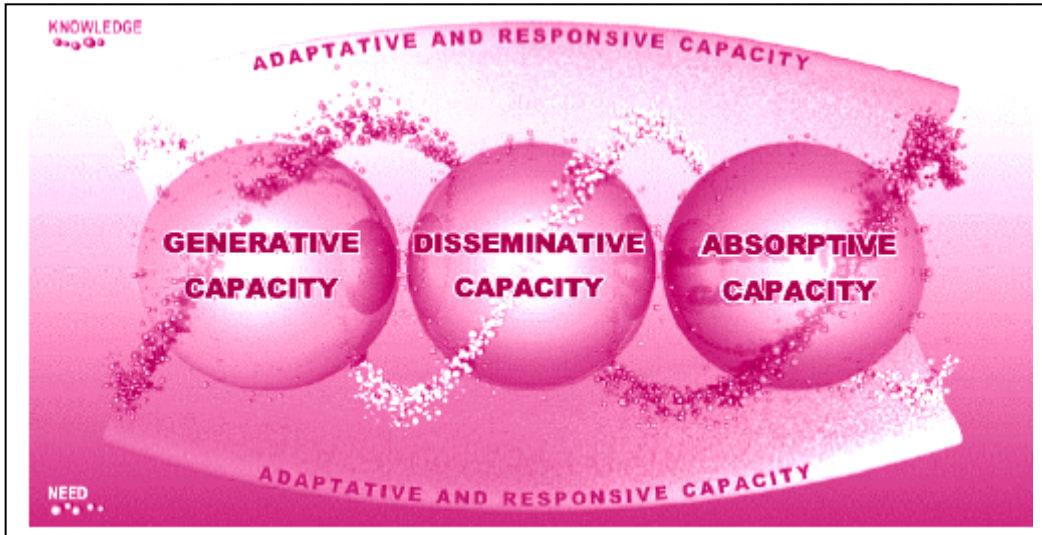 KNOWLEDGE
ADAPTATIVE AND RESPONSIVE CAPACITY
GENERATIVE
CAPACITY
DISSEMINATIVE
CAPACITY
ABSORPTIVE
CAPACITY
ADAPTATIVE AND RESPONSIVE CAPACITY
NEED